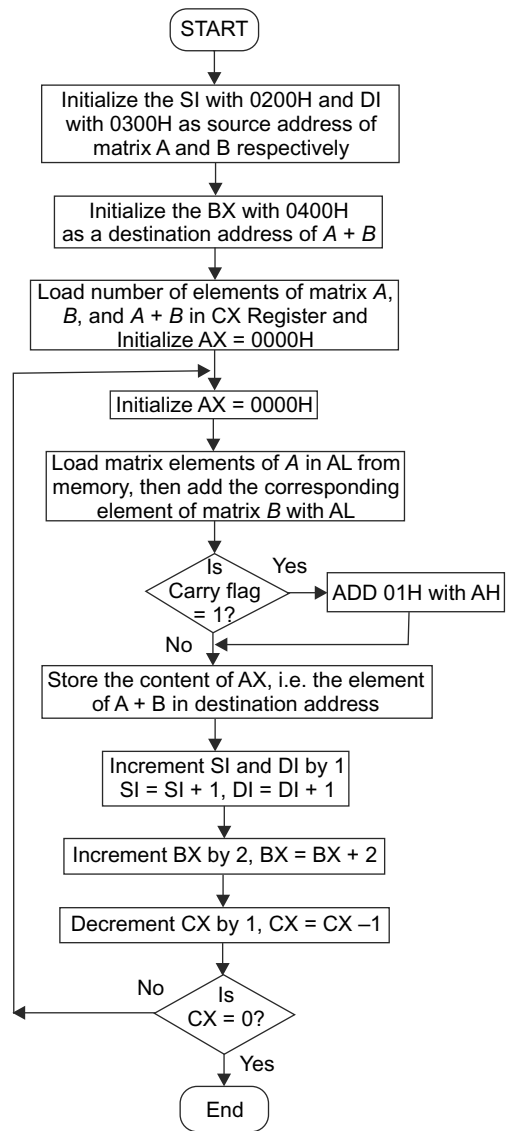 START
Initialize the SI with 0200H and DI
with 0300H as source address of
matrix A and B respectively
Initialize the BX with 0400H
as a destination address of A + B
Load number of elements of matrix A,
B, and A + B in CX Register and
Initialize AX = 0000H
Initialize AX = 0000H
Load matrix elements of A in AL from
memory, then add the corresponding
element of matrix B with AL
Is
Carry flag
= 1?
Yes
ADD 01H with AH
No
Store the content of AX, i.e. the element
of A + B in destination address
Increment SI and DI by 1
SI = SI + 1, DI = DI + 1
Increment BX by 2, BX = BX + 2
Decrement CX by 1, CX = CX –1
No
Is
CX = 0?
Yes
End